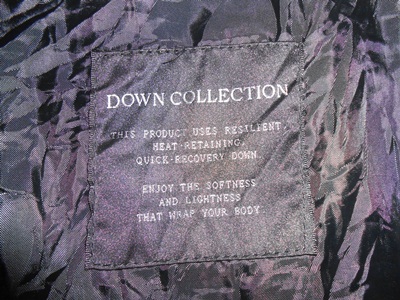 DOWN COLLECTION
THIS PRODUCT USES RESILIENT,
HEAT-RETAINING,
QUICK-RECOVERY DOWN.
ENJOY THE SOFTNESS
AND LIGHTNESS
THAT WRAP YOUR BODY.